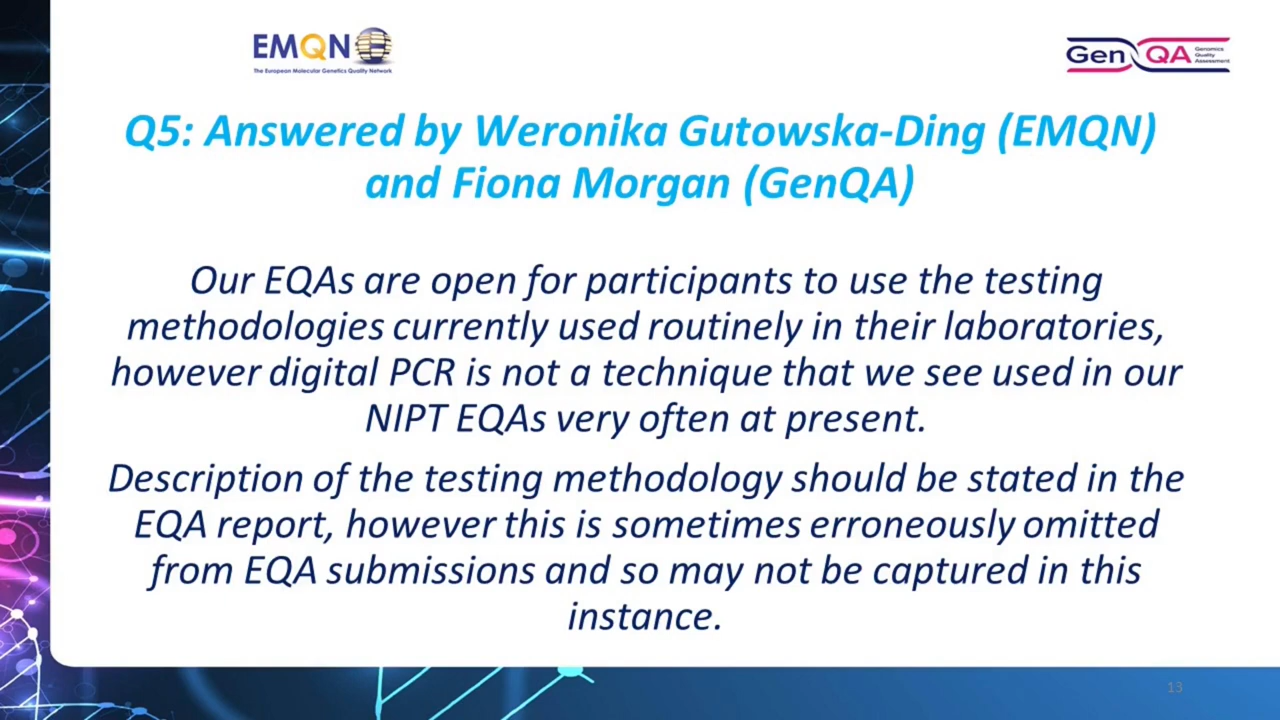 EMQN
The European Molecular Genetics Quality Network
GenQA
Genomics
Quality
Assessment
Q5: Answered by Weronika Gutowska-Ding (EMQN)
and Fiona Morgan (GenQA)
Our EQAs are open for participants to use the testing
methodologies currently used routinely in their laboratories,
however digital PCR is not a technique that we see used in our
NIPT EQAs very often at present.
Description of the testing methodology should be stated in the
EQA report, however this is sometimes erroneously omitted
from EQA submissions and so may not be captured in this
instance.
13